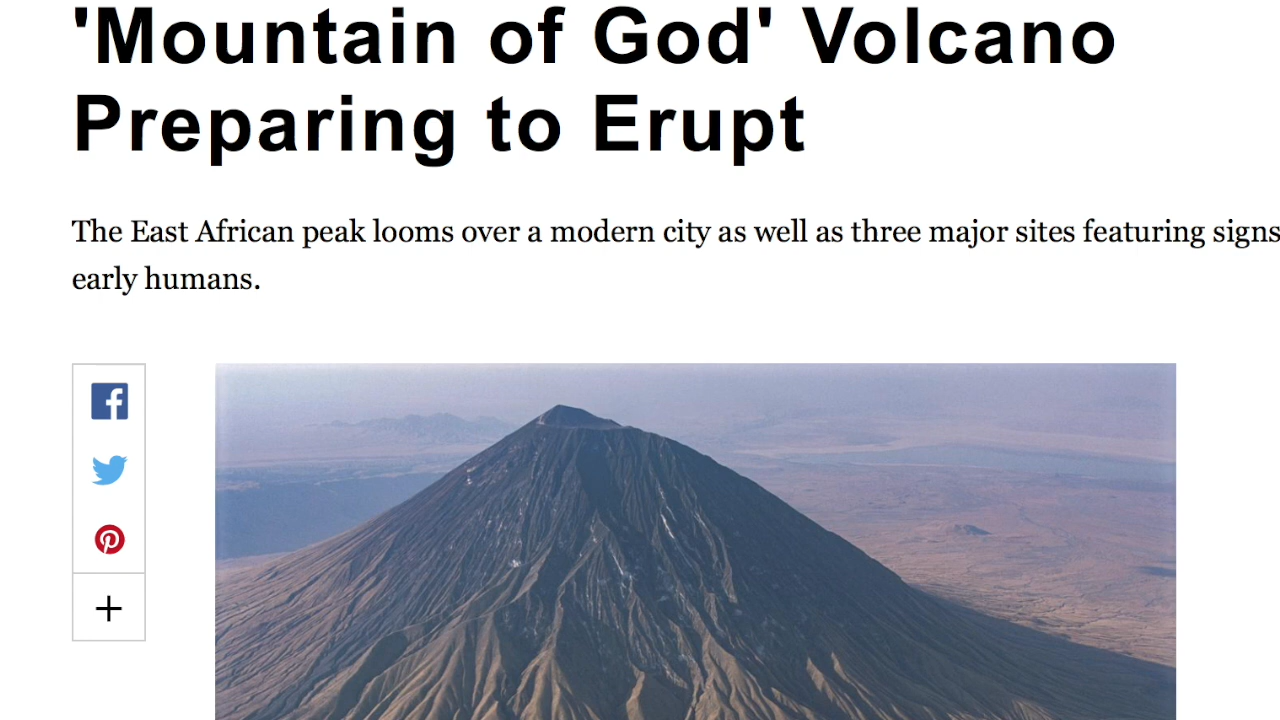 'Mountain of God' Volcano
Preparing to Erupt
The East African peak looms over a modern city as well as three major sites featuring signs
early humans.